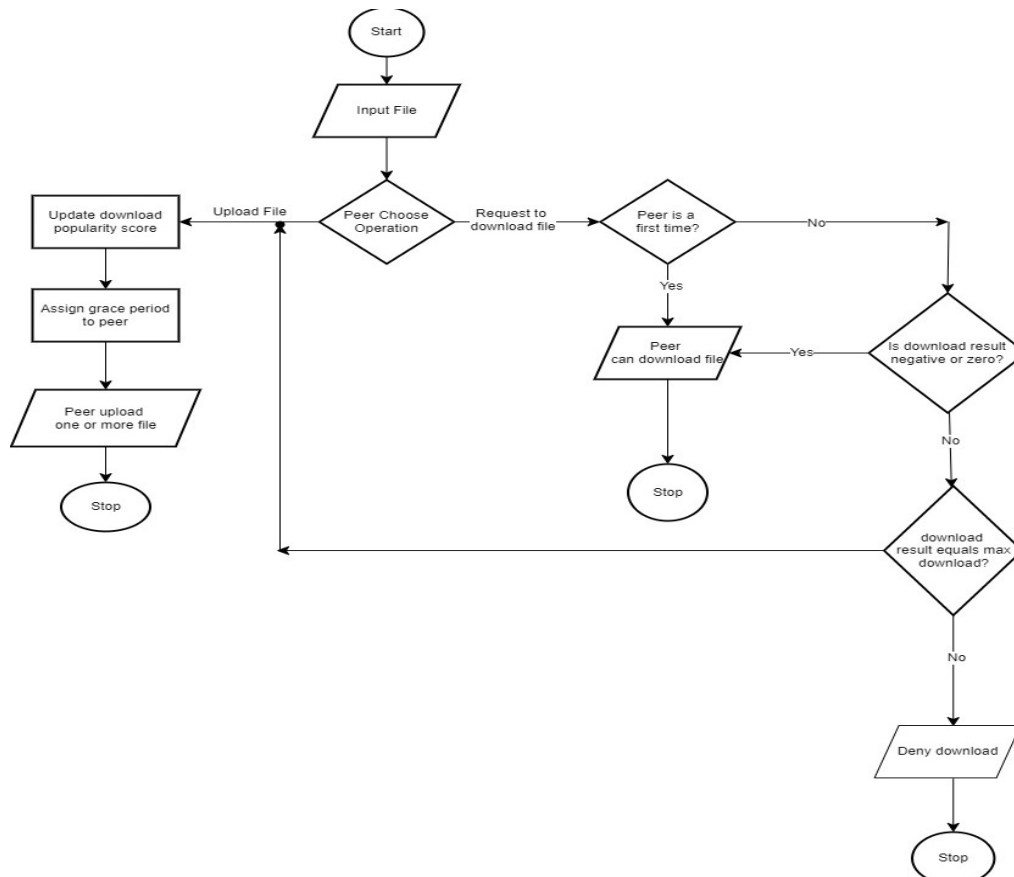 Start
Input File
Peer Choose
Operation
Upload File
Update download
popularity score
Assign grace period
to peer
Peer upload
one or more file
Stop
Request to
download file
Peer is a
first time?
Yes
Peer
can download file
Stop
No
Is download result
negative or zero?
Yes
No
download
result equals max
download?
No
Deny download
Stop